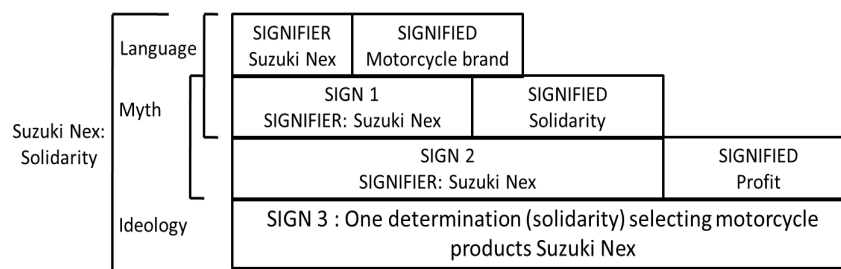 Suzuki Nex:
Solidarity
Language
SIGNIFIER
Suzuki Nex
SIGNIFIED
Motorcycle brand
Myth
SIGN 1
SIGNIFIER: Suzuki Nex
SIGNIFIED
Solidarity
SIGN 2
SIGNIFIER: Suzuki Nex
SIGNIFIED
Profit
Ideology
SIGN 3 : One determination (solidarity) selecting motorcycle
products Suzuki Nex